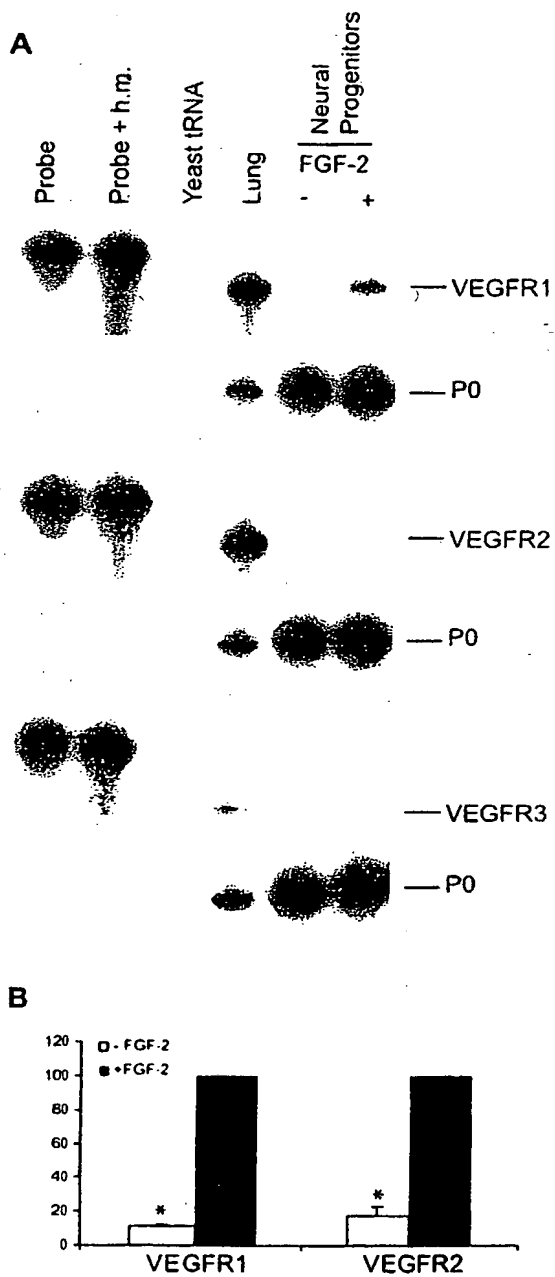 A
Probe
Probe + h.m.
Yeast tRNA
Lung
Neural
Progenitors
FGF-2
- +
VEGFR1
P0
VEGFR2
P0
VEGFR3
P0
B
120
100
80
60
40
20
0
- FGF-2
+FGF-2
*
*
VEGFR1
VEGFR2